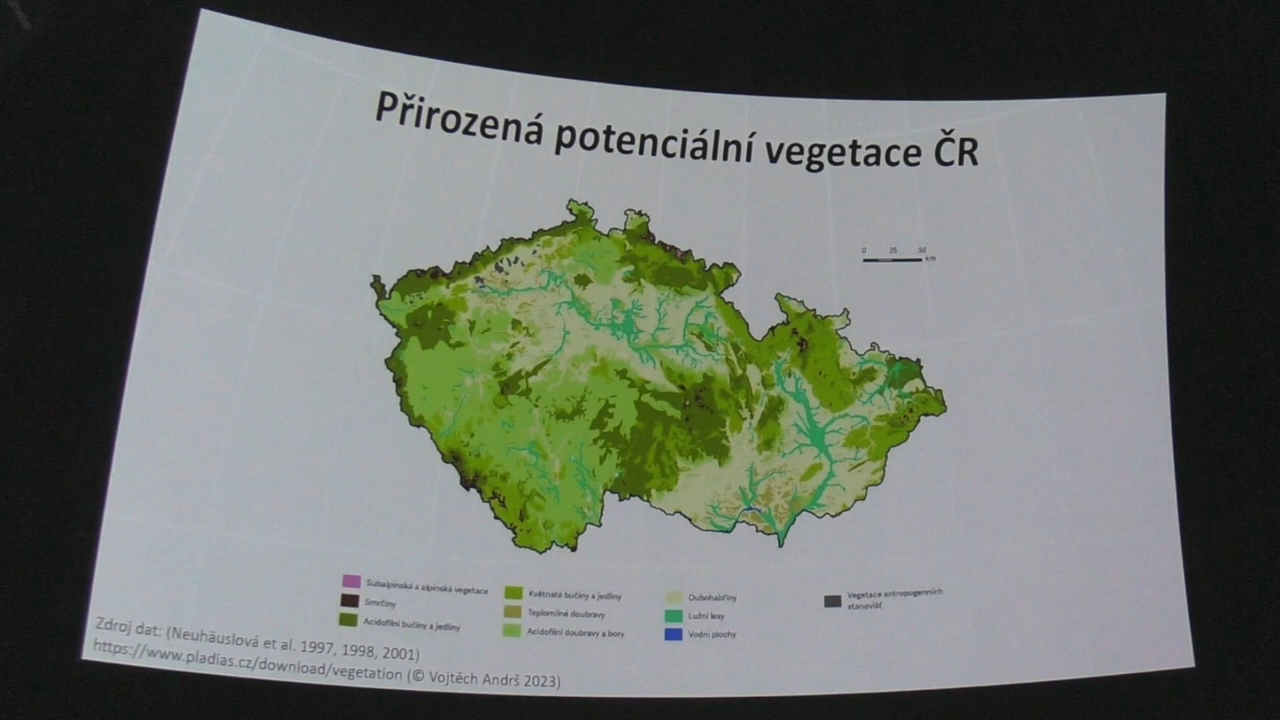 Přirozená potenciální vegetace ČR
0 25 50
km
Subalpinská a alpinská vegetace
Smrčiny
Acidofilní bučiny a jedliny
Květnaté bučiny a jedliny
Teplomilné doubravy
Acidofilní doubravy a bory
Dubohabřiny
Lužní lesy
Vodní plochy
Vegetace antropogenních
stanovišť
Zdroj dat: (Neuhäuslová et al. 1997, 1998, 2001)
https://www.pladias.cz/download/vegetation (© Vojtěch Andrš 2023)